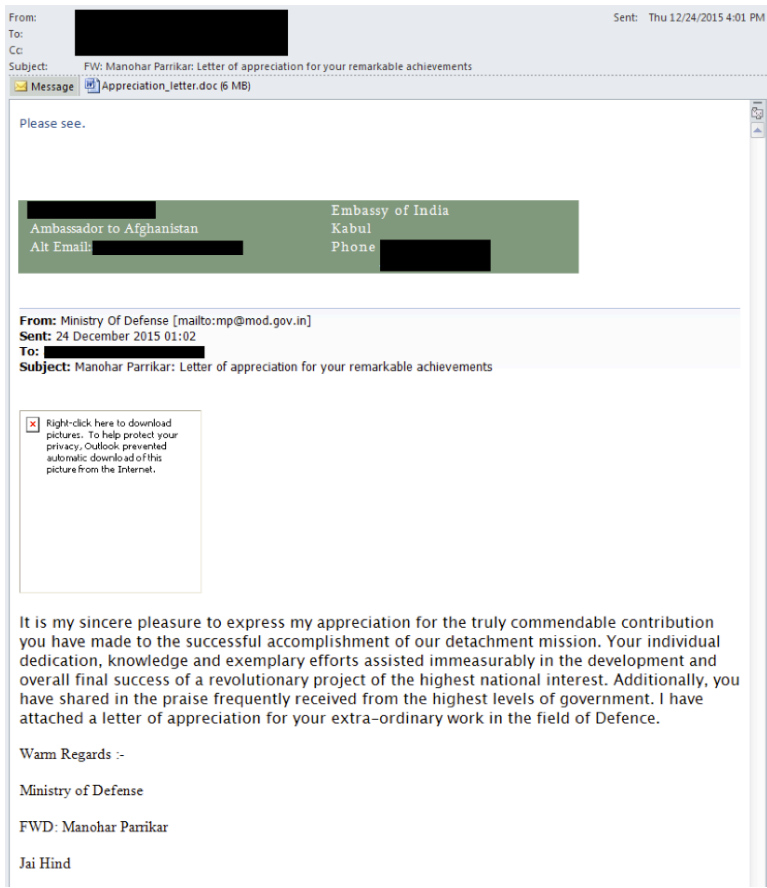 From:
Sent: Thu 12/24/2015 4:01 PM
To:
Cc:
Subject: FW: Manohar Parrikar: Letter of appreciation for your remarkable achievements
Message Appreciation_letter.doc (6 MB)
Please see.
Embassy of India
Ambassador to Afghanistan Kabul
Alt Email: Phone
From: Ministry Of Defense [mailto:mp@mod.gov.in]
Sent: 24 December 2015 01:02
To:
Subject: Manohar Parrikar: Letter of appreciation for your remarkable achievements
Right-click here to download
pictures. To help protect your
privacy, Outlook prevented
automatic download of this
picture from the Internet.
It is my sincere pleasure to express my appreciation for the truly commendable contribution
you have made to the successful accomplishment of our detachment mission. Your individual
dedication, knowledge and exemplary efforts assisted immeasurably in the development and
overall final success of a revolutionary project of the highest national interest. Additionally, you
have shared in the praise frequently received from the highest levels of government. I have
attached a letter of appreciation for your extra-ordinary work in the field of Defence.
Warm Regards :-
Ministry of Defense
FWD: Manohar Parrikar
Jai Hind